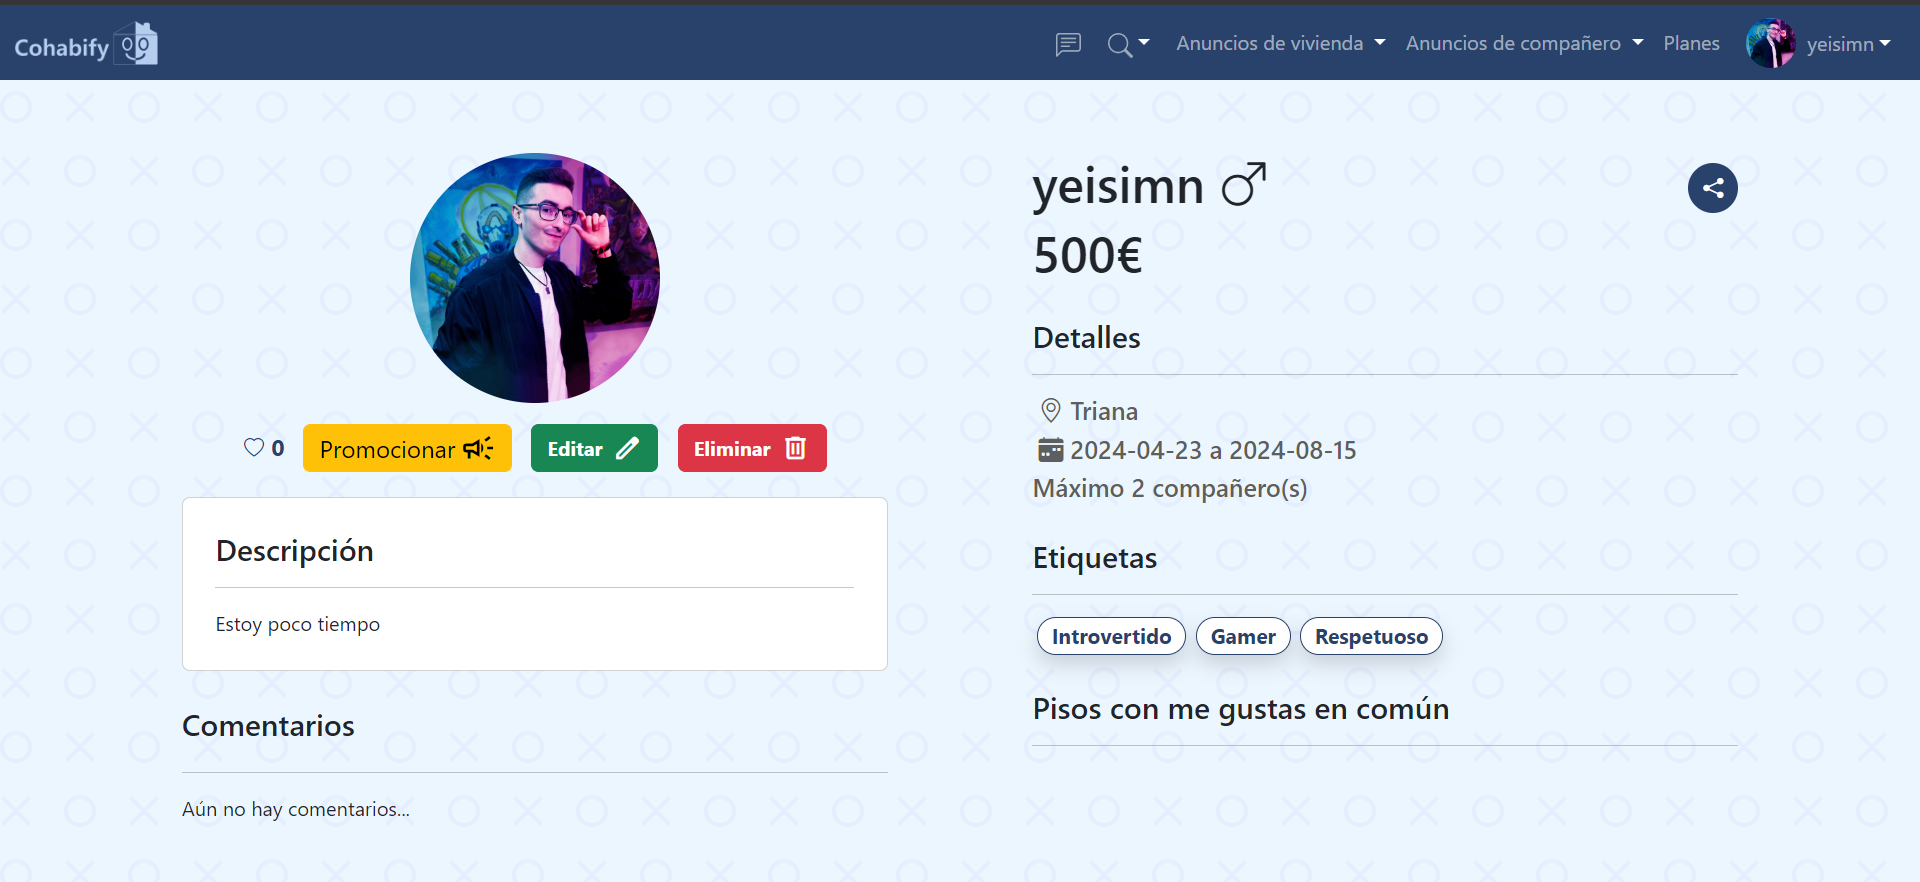 Cohabify
Anuncios de vivienda
Anuncios de compañero
Planes
yeisimn
0
Promocionar
Editar
Eliminar
Descripción
Estoy poco tiempo
Comentarios
Aún no hay comentarios...
yeisimn
500€
Detalles
Triana
2024-04-23 a 2024-08-15
Máximo 2 compañero(s)
Etiquetas
Introvertido
Gamer
Respetuoso
Pisos con me gustas en común